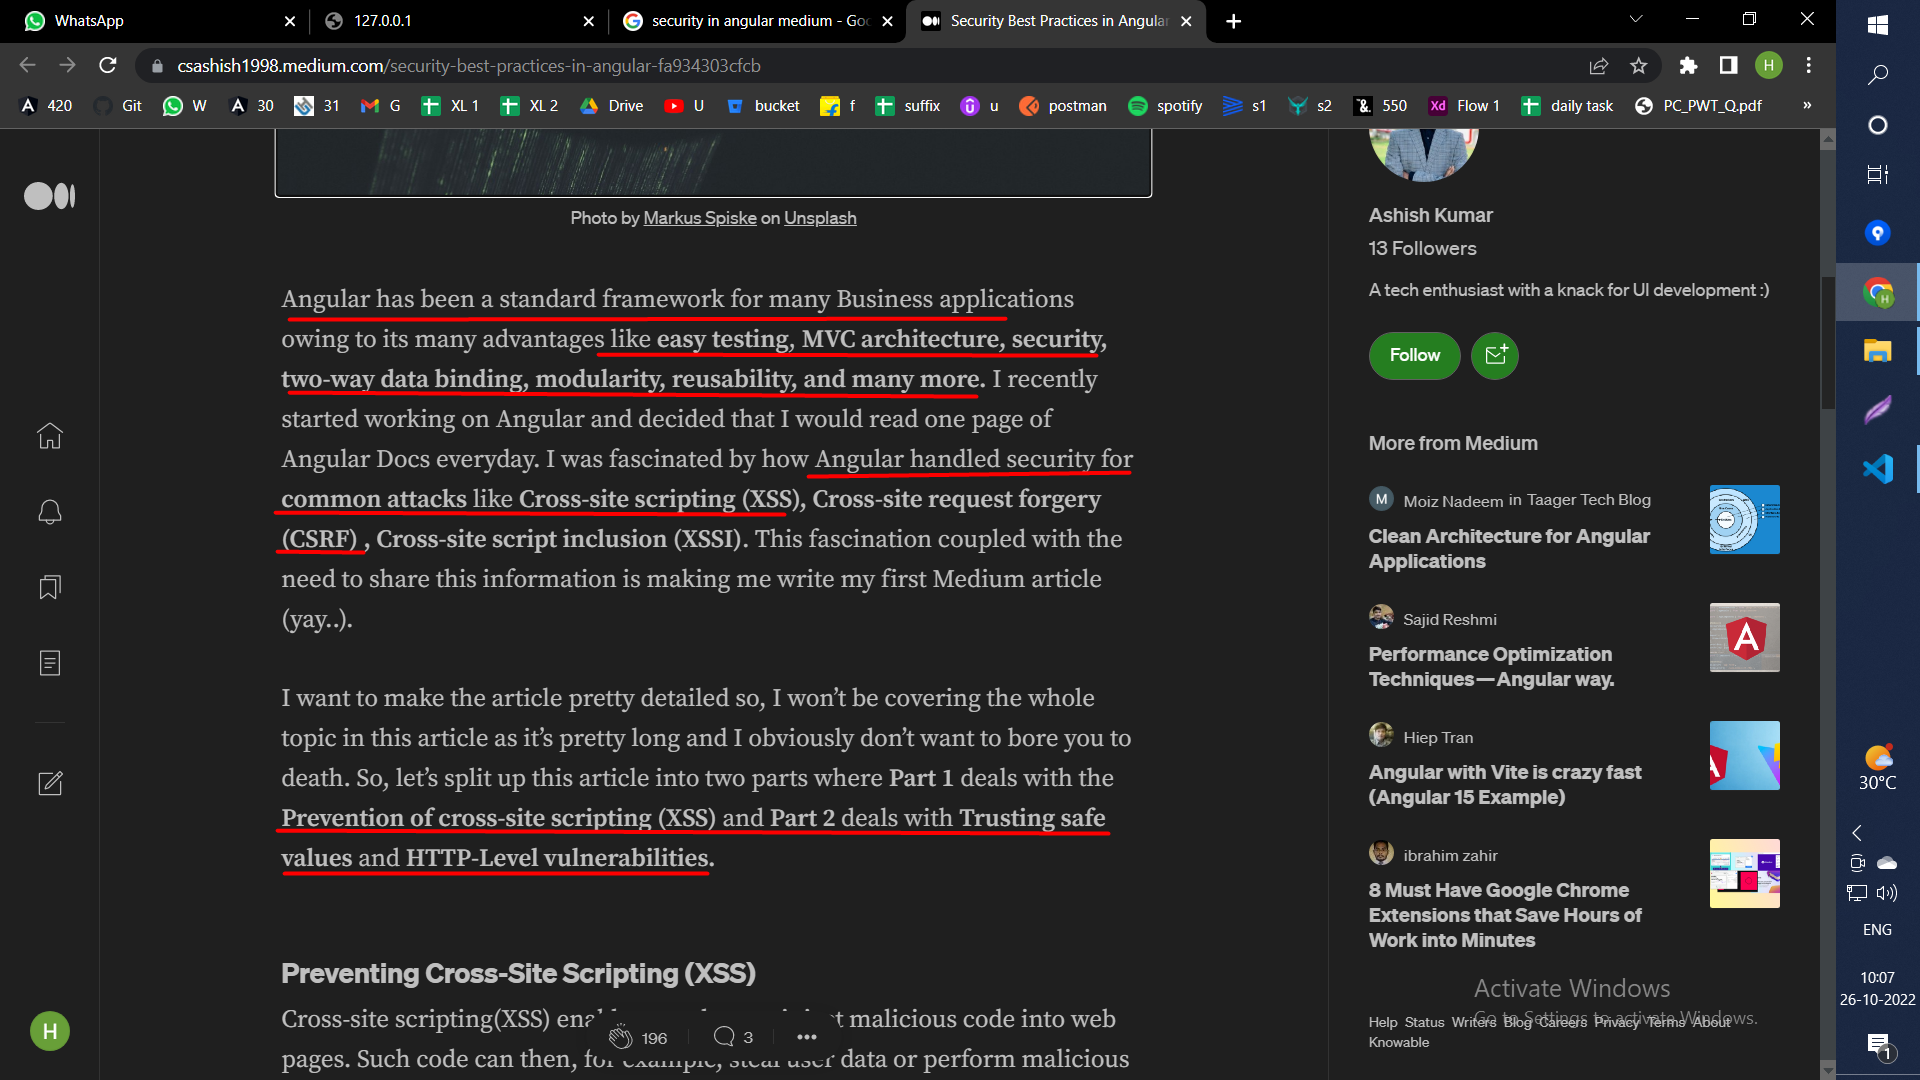 WhatsApp
127.0.0.1
security in angular medium - Goo
Security Best Practices in Angular
csashish1998.medium.com/security-best-practices-in-angular-fa934303cfcb
H
420 Git W 30 31 G XL 1 XL 2 Drive U bucket f suffix u postman spotify s1 s2 550 Flow 1 daily task PC_PWT_Q.pdf »
Photo by Markus Spiske on Unsplash
Angular has been a standard framework for many Business applications
owing to its many advantages like easy testing, MVC architecture, security,
two-way data binding, modularity, reusability, and many more. I recently
started working on Angular and decided that I would read one page of
Angular Docs everyday. I was fascinated by how Angular handled security for
common attacks like Cross-site scripting (XSS), Cross-site request forgery
(CSRF) , Cross-site script inclusion (XSSI). This fascination coupled with the
need to share this information is making me write my first Medium article
(yay..).
I want to make the article pretty detailed so, I won’t be covering the whole
topic in this article as it’s pretty long and I obviously don’t want to bore you to
death. So, let’s split up this article into two parts where Part 1 deals with the
Prevention of cross-site scripting (XSS) and Part 2 deals with Trusting safe
values and HTTP-Level vulnerabilities.
Preventing Cross-Site Scripting (XSS)
Cross-site scripting(XSS) malicious code into web
pages. Such code can then, for example, steal user data or perform malicious
196
3
H
Ashish Kumar
13 Followers
A tech enthusiast with a knack for UI development :)
Follow
More from Medium
M
Moiz Nadeem in Taager Tech Blog
Clean Architecture for Angular
Applications
Sajid Reshmi
Performance Optimization
Techniques — Angular way.
A
Hiep Tran
Angular with Vite is crazy fast
(Angular 15 Example)
ibrahim zahir
8 Must Have Google Chrome
Extensions that Save Hours of
Work into Minutes
Activate Windows
Go to Settings to activate Windows.
Help Status Writers Blog Careers Privacy Terms About
Knowable
30°C
ENG
10:07
26-10-2022
1